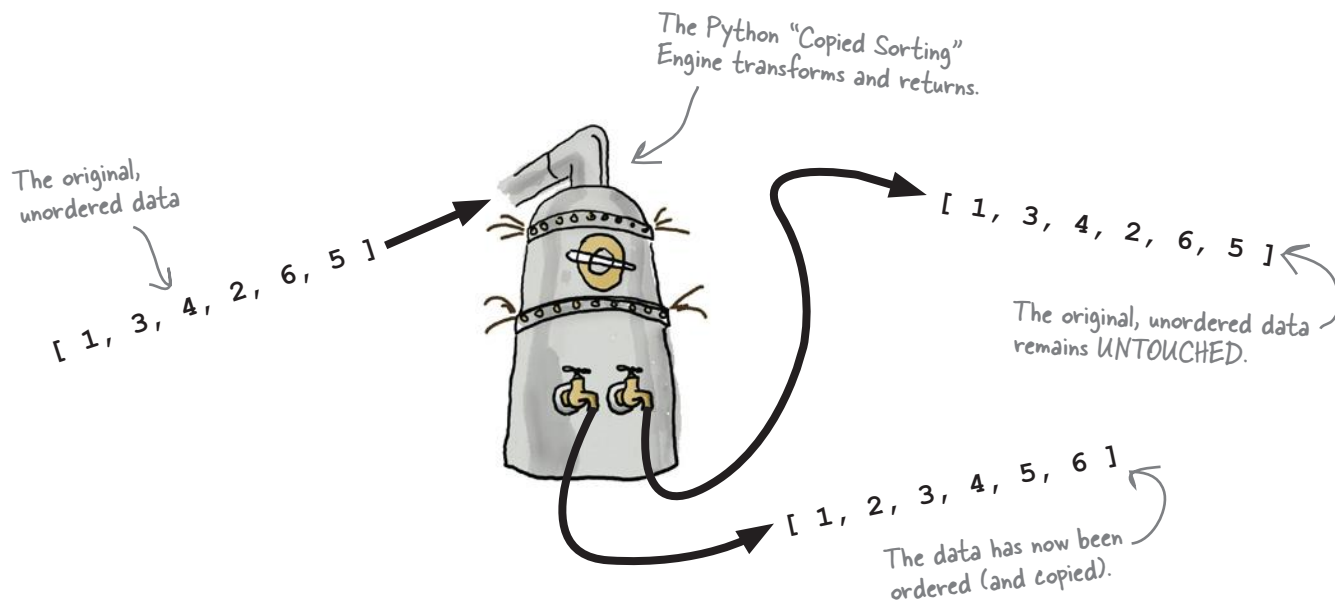 The Python “Copied Sorting”
Engine transforms and returns.
The original,
unordered data
[ 1, 3, 4, 2, 6, 5 ]
[ 1, 3, 4, 2, 6, 5 ]
The original, unordered data
remains UNTOUCHED.
[ 1, 2, 3, 4, 5, 6 ]
The data has now been
ordered (and copied).